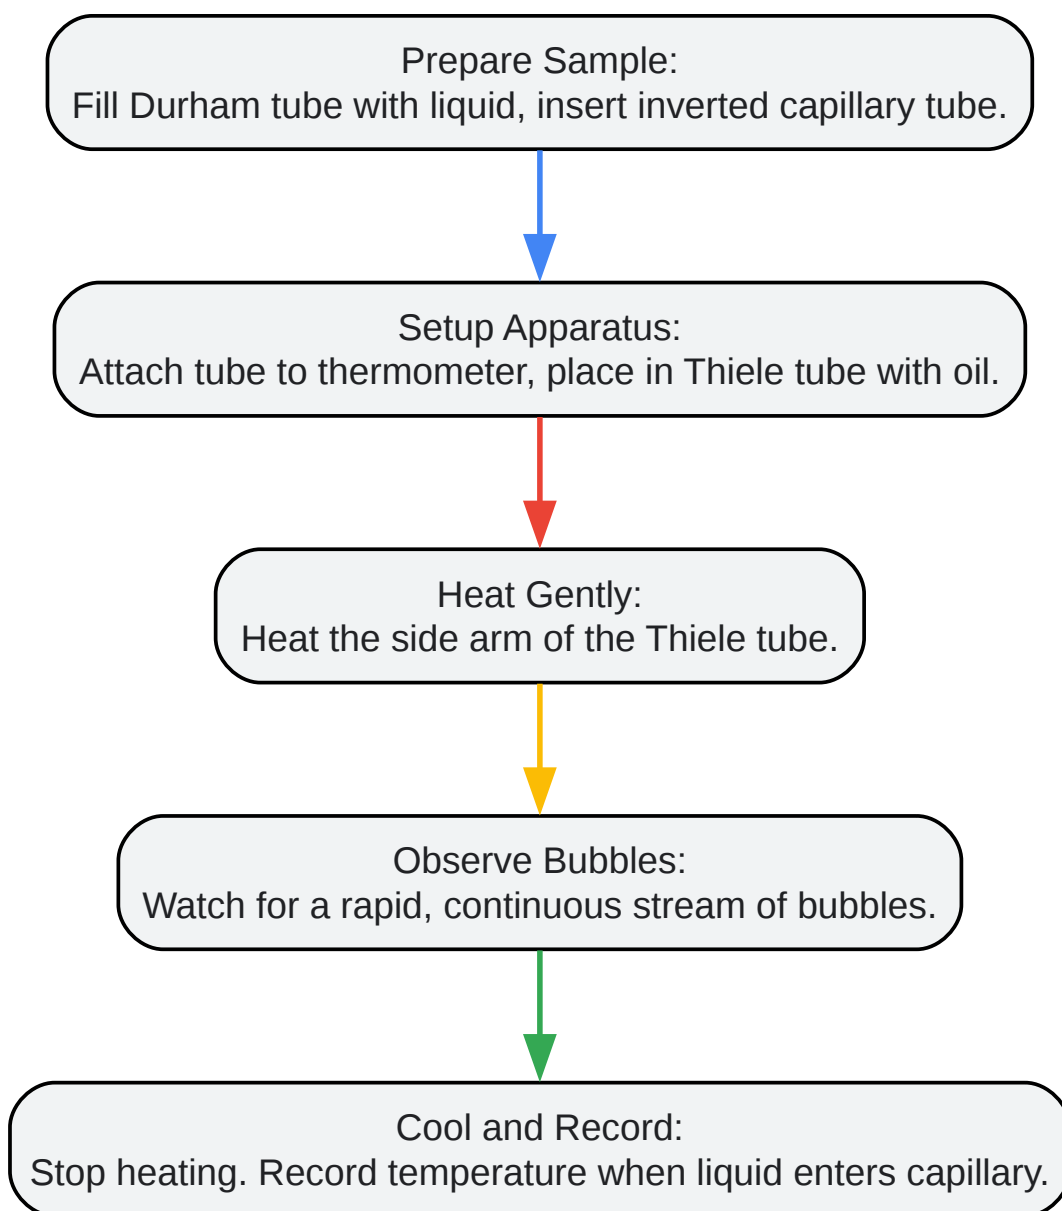 Prepare Sample:
Fill Durham tube with liquid, insert inverted capillary tube.
Setup Apparatus:
Attach tube to thermometer, place in Thiele tube with oil.
Heat Gently:
Heat the side arm of the Thiele tube.
Observe Bubbles:
Watch for a rapid, continuous stream of bubbles.
Cool and Record:
Stop heating. Record temperature when liquid enters capillary.